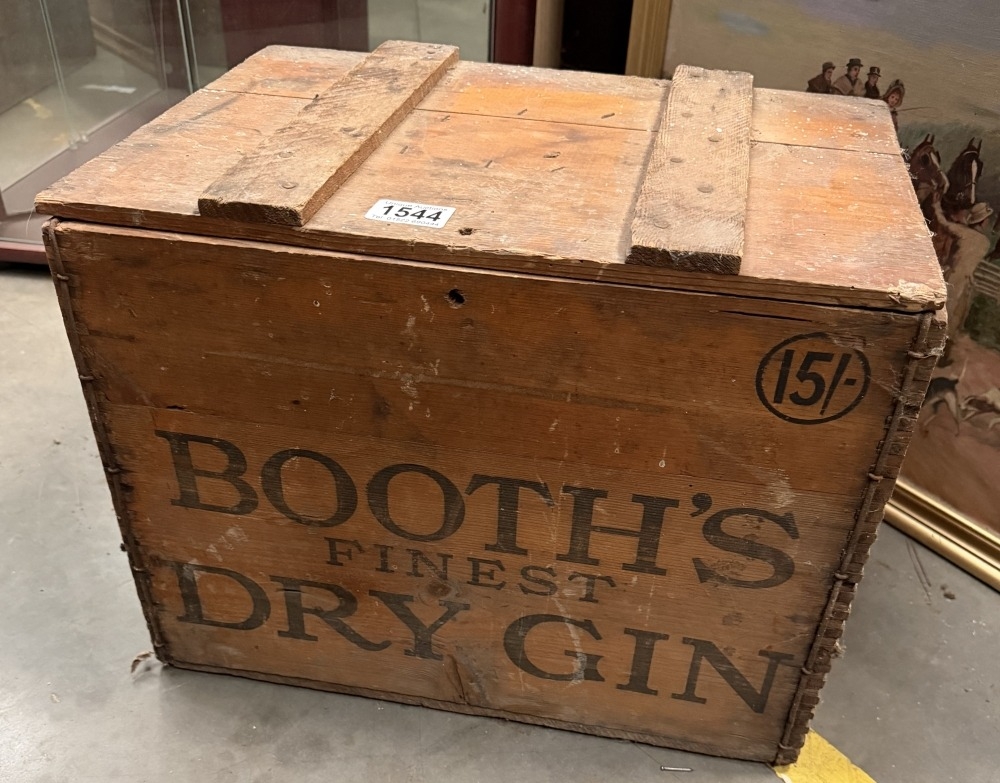 1544
15/-
BOOTH'S
FINEST
DRY GIN